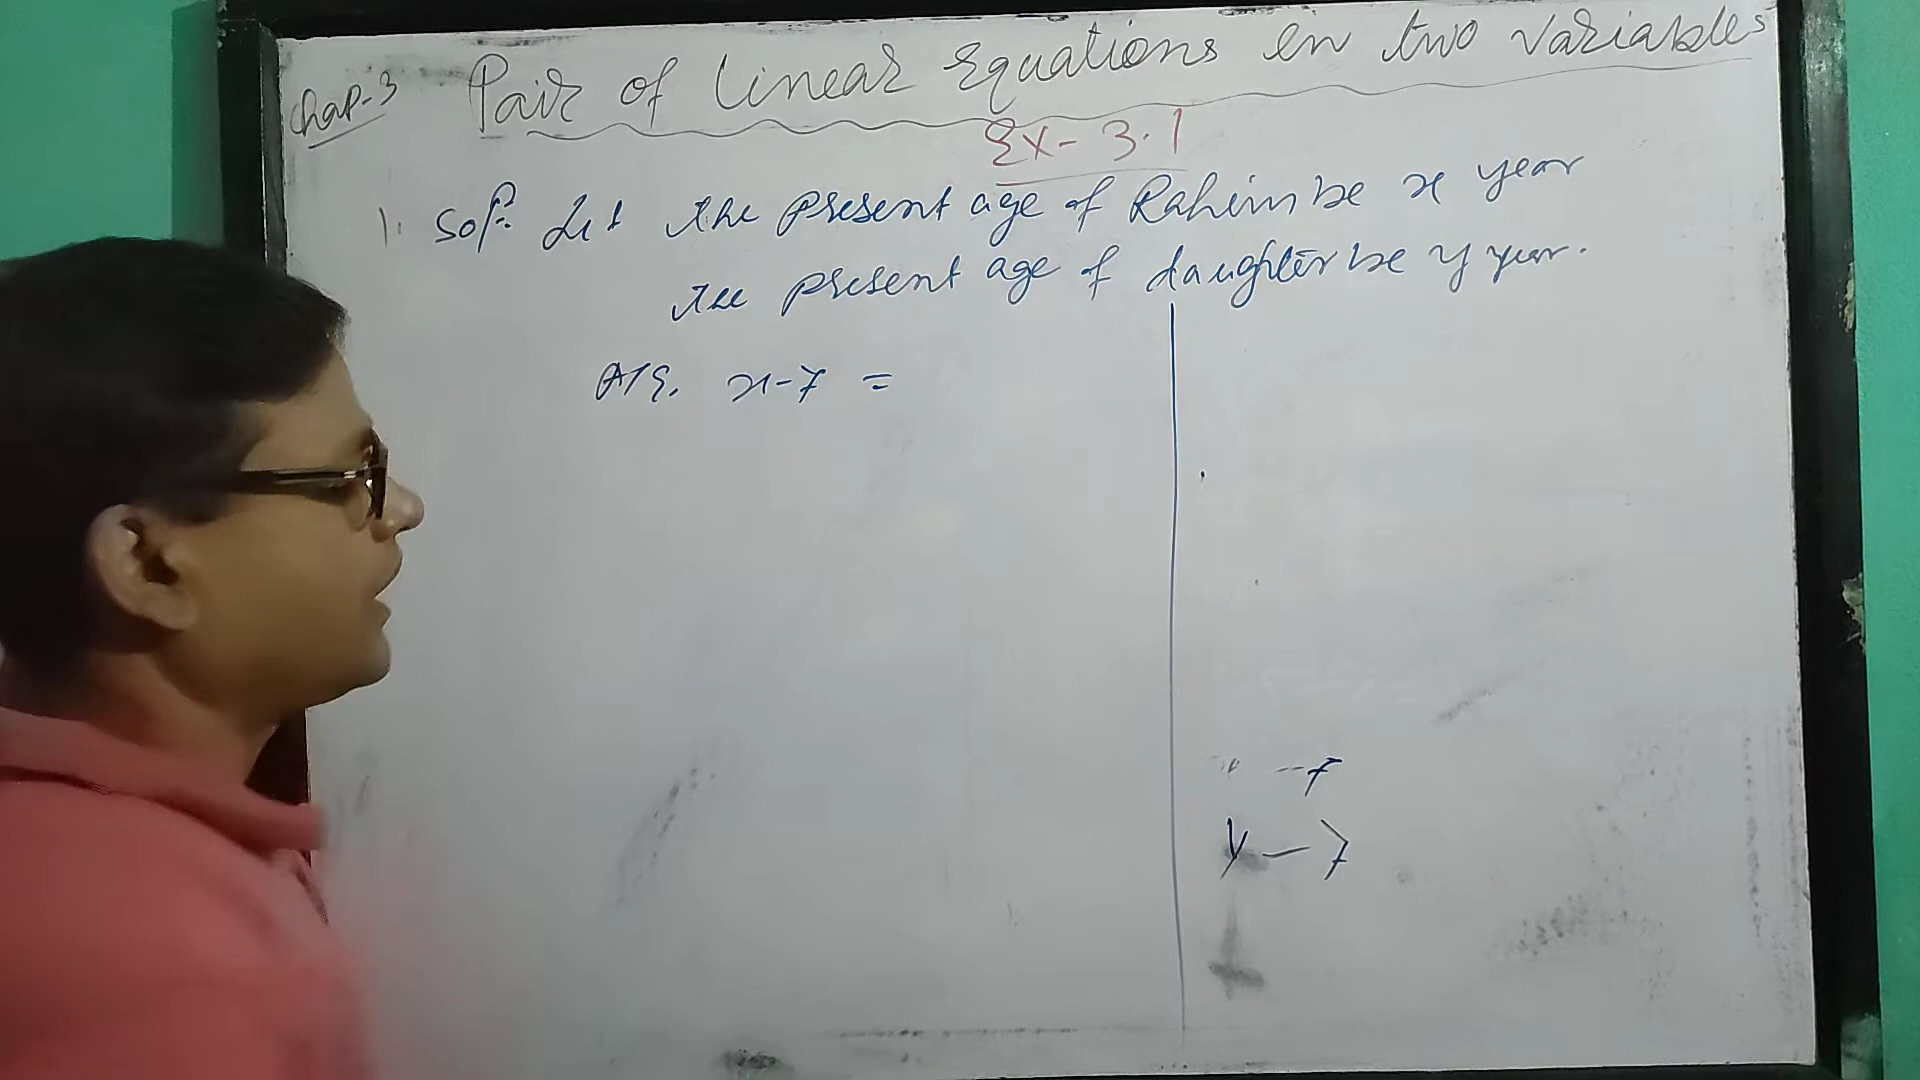 Chap-3 Pair of Linear Equations in two variables
Ex- 3.1
1. Sol?. Let the present age of Rahim be x year
the present age of daughter be y year.
A/Q. x-7 =
-7
y-7